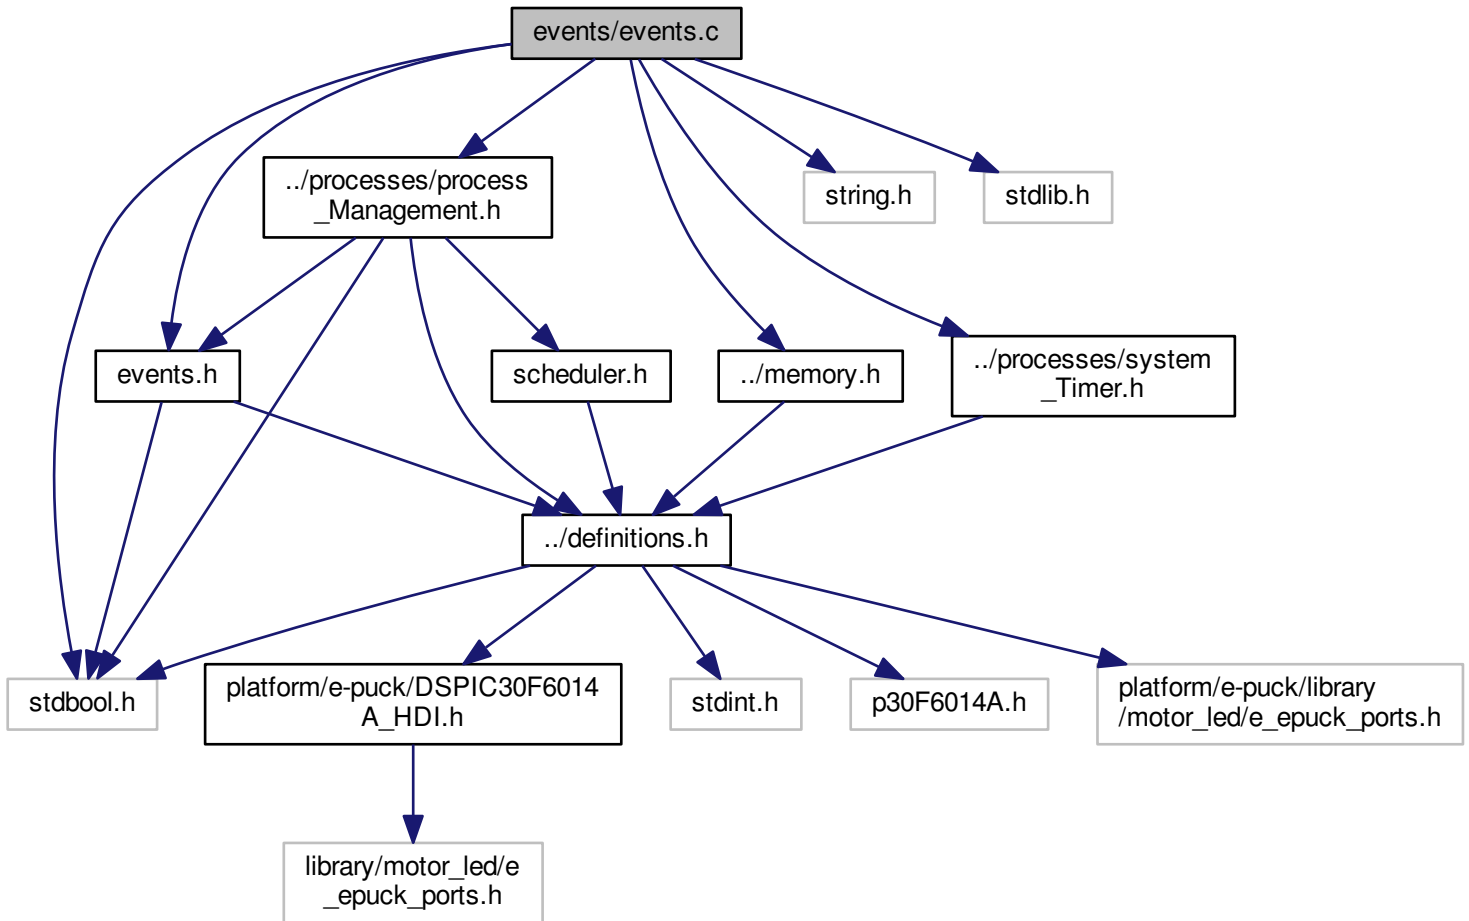 events/events.c
../processes/process
_Management.h
string.h
stdlib.h
events.h
scheduler.h
../memory.h
../processes/system
_Timer.h
../definitions.h
stdbool.h
platform/e-puck/DSPIC30F6014
A_HDI.h
stdint.h
p30F6014A.h
platform/e-puck/library
/motor_led/e_epuck_ports.h
library/motor_led/e
_epuck_ports.h